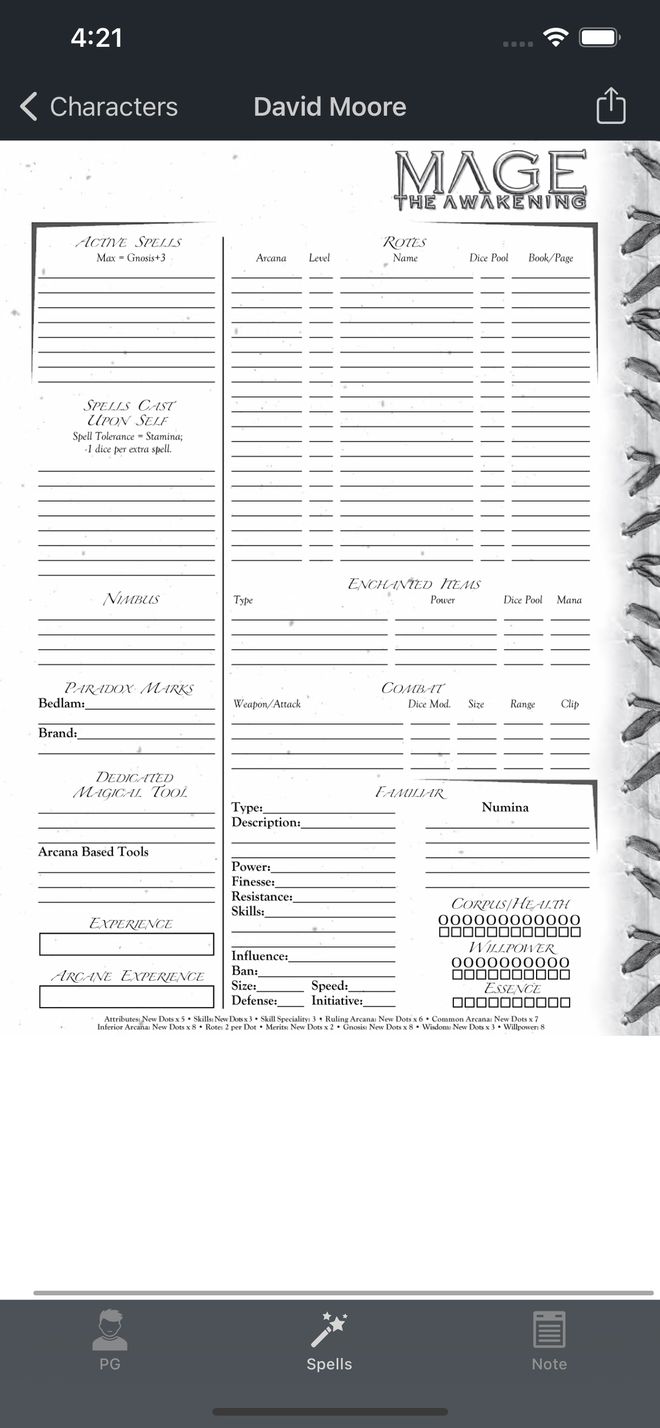 4:21
Characters
David Moore
MAGE
THE AWAKENING
ACTIVE SPELLS
Max = Gnosis+3
ROTES
Arcana Level Name Dice Pool Book/Page
SPELLS CAST
UPON SELF
Spell Tolerance = Stamina;
-1 dice per extra spell.
NIMBUS
ENCHANTED ITEMS
Type Power Dice Pool Mana
PARADOX MARKS
Bedlam:
Brand:
COMBAT
Weapon/Attack Dice Mod. Size Range Clip
DEDICATED
MAGICAL TOOL
Arcana Based Tools
EXPERIENCE
ARCANE EXPERIENCE
FAMILIAR
Type:
Description:
Power:
Finesse:
Resistance:
Skills:
Influence:
Ban:
Size: Speed:
Defense: Initiative:
Numina
CORPUS/HEALTH
WILLPOWER
ESSENCE
Attributes: New Dots x 5 • Skills: New Dots x 3 • Skill Speciality: 3 • Ruling Arcana: New Dots x 6 • Common Arcana: New Dots x 7
Inferior Arcana: New Dots x 8 • Rote: 2 per Dot • Merits: New Dots x 2 • Gnosis: New Dots x 8 • Wisdom: New Dots x 3 • Willpower: 8
PG
Spells
Note